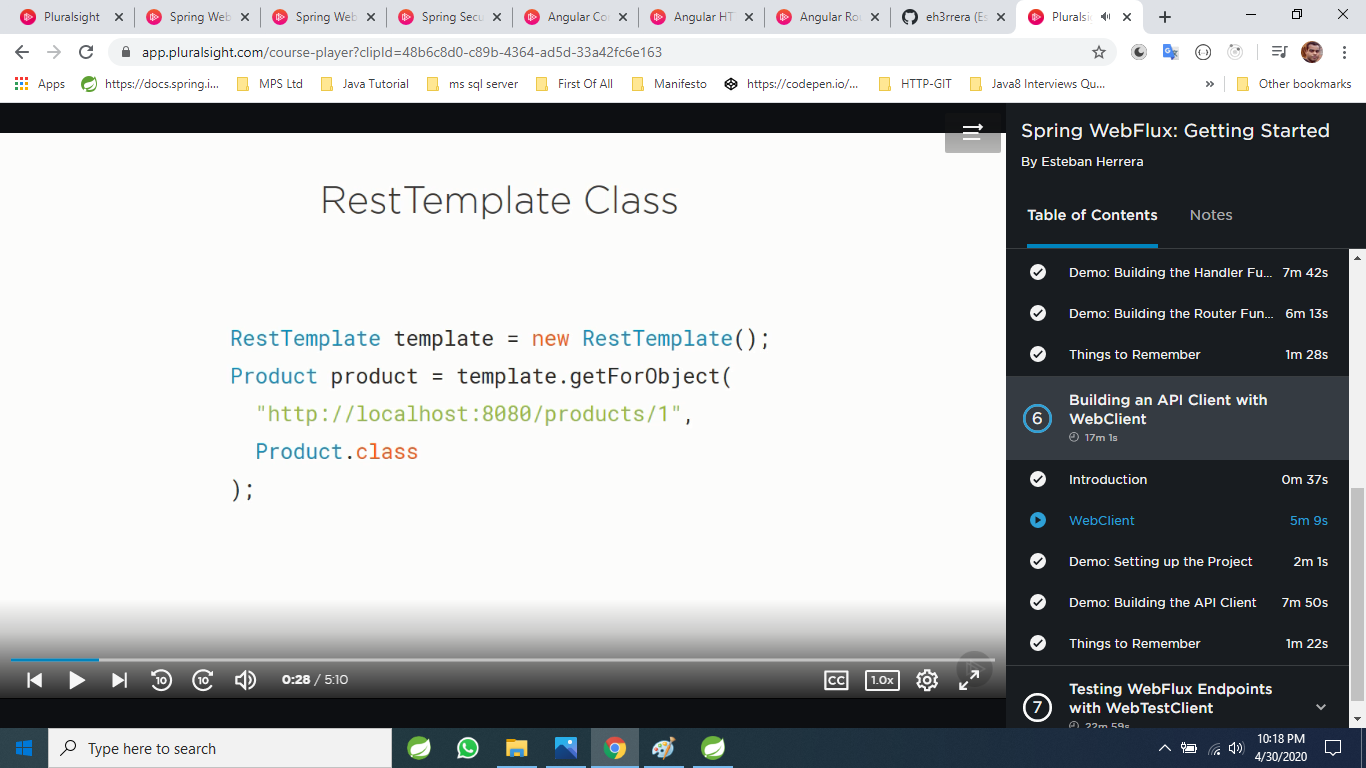 Pluralsight
Spring Web
Spring Web
Spring Secu
Angular Co
Angular HT
Angular Rou
eh3rrera (Es
Pluralsi
app.pluralsight.com/course-player?clipId=48b6c8d0-c89b-4364-ad5d-33a42fc6e163
Apps
https://docs.spring.i...
MPS Ltd
Java Tutorial
ms sql server
First Of All
Manifesto
https://codepen.io/...
HTTP-GIT
Java8 Interviews Qu...
»
Other bookmarks
RestTemplate Class
RestTemplate template = new RestTemplate();
Product product = template.getForObject(
"http://localhost:8080/products/1",
Product.class
);
10
10
0:28 / 5:10
CC
1.0x
Spring WebFlux: Getting Started
By Esteban Herrera
Table of Contents
Notes
Demo: Building the Handler Fu... 7m 42s
Demo: Building the Router Fun... 6m 13s
Things to Remember 1m 28s
6
Building an API Client with
WebClient
17m 1s
Introduction 0m 37s
WebClient 5m 9s
Demo: Setting up the Project 2m 1s
Demo: Building the API Client 7m 50s
Things to Remember 1m 22s
7
Testing WebFlux Endpoints
with WebTestClient
22m 59s
Type here to search
10:18 PM
4/30/2020